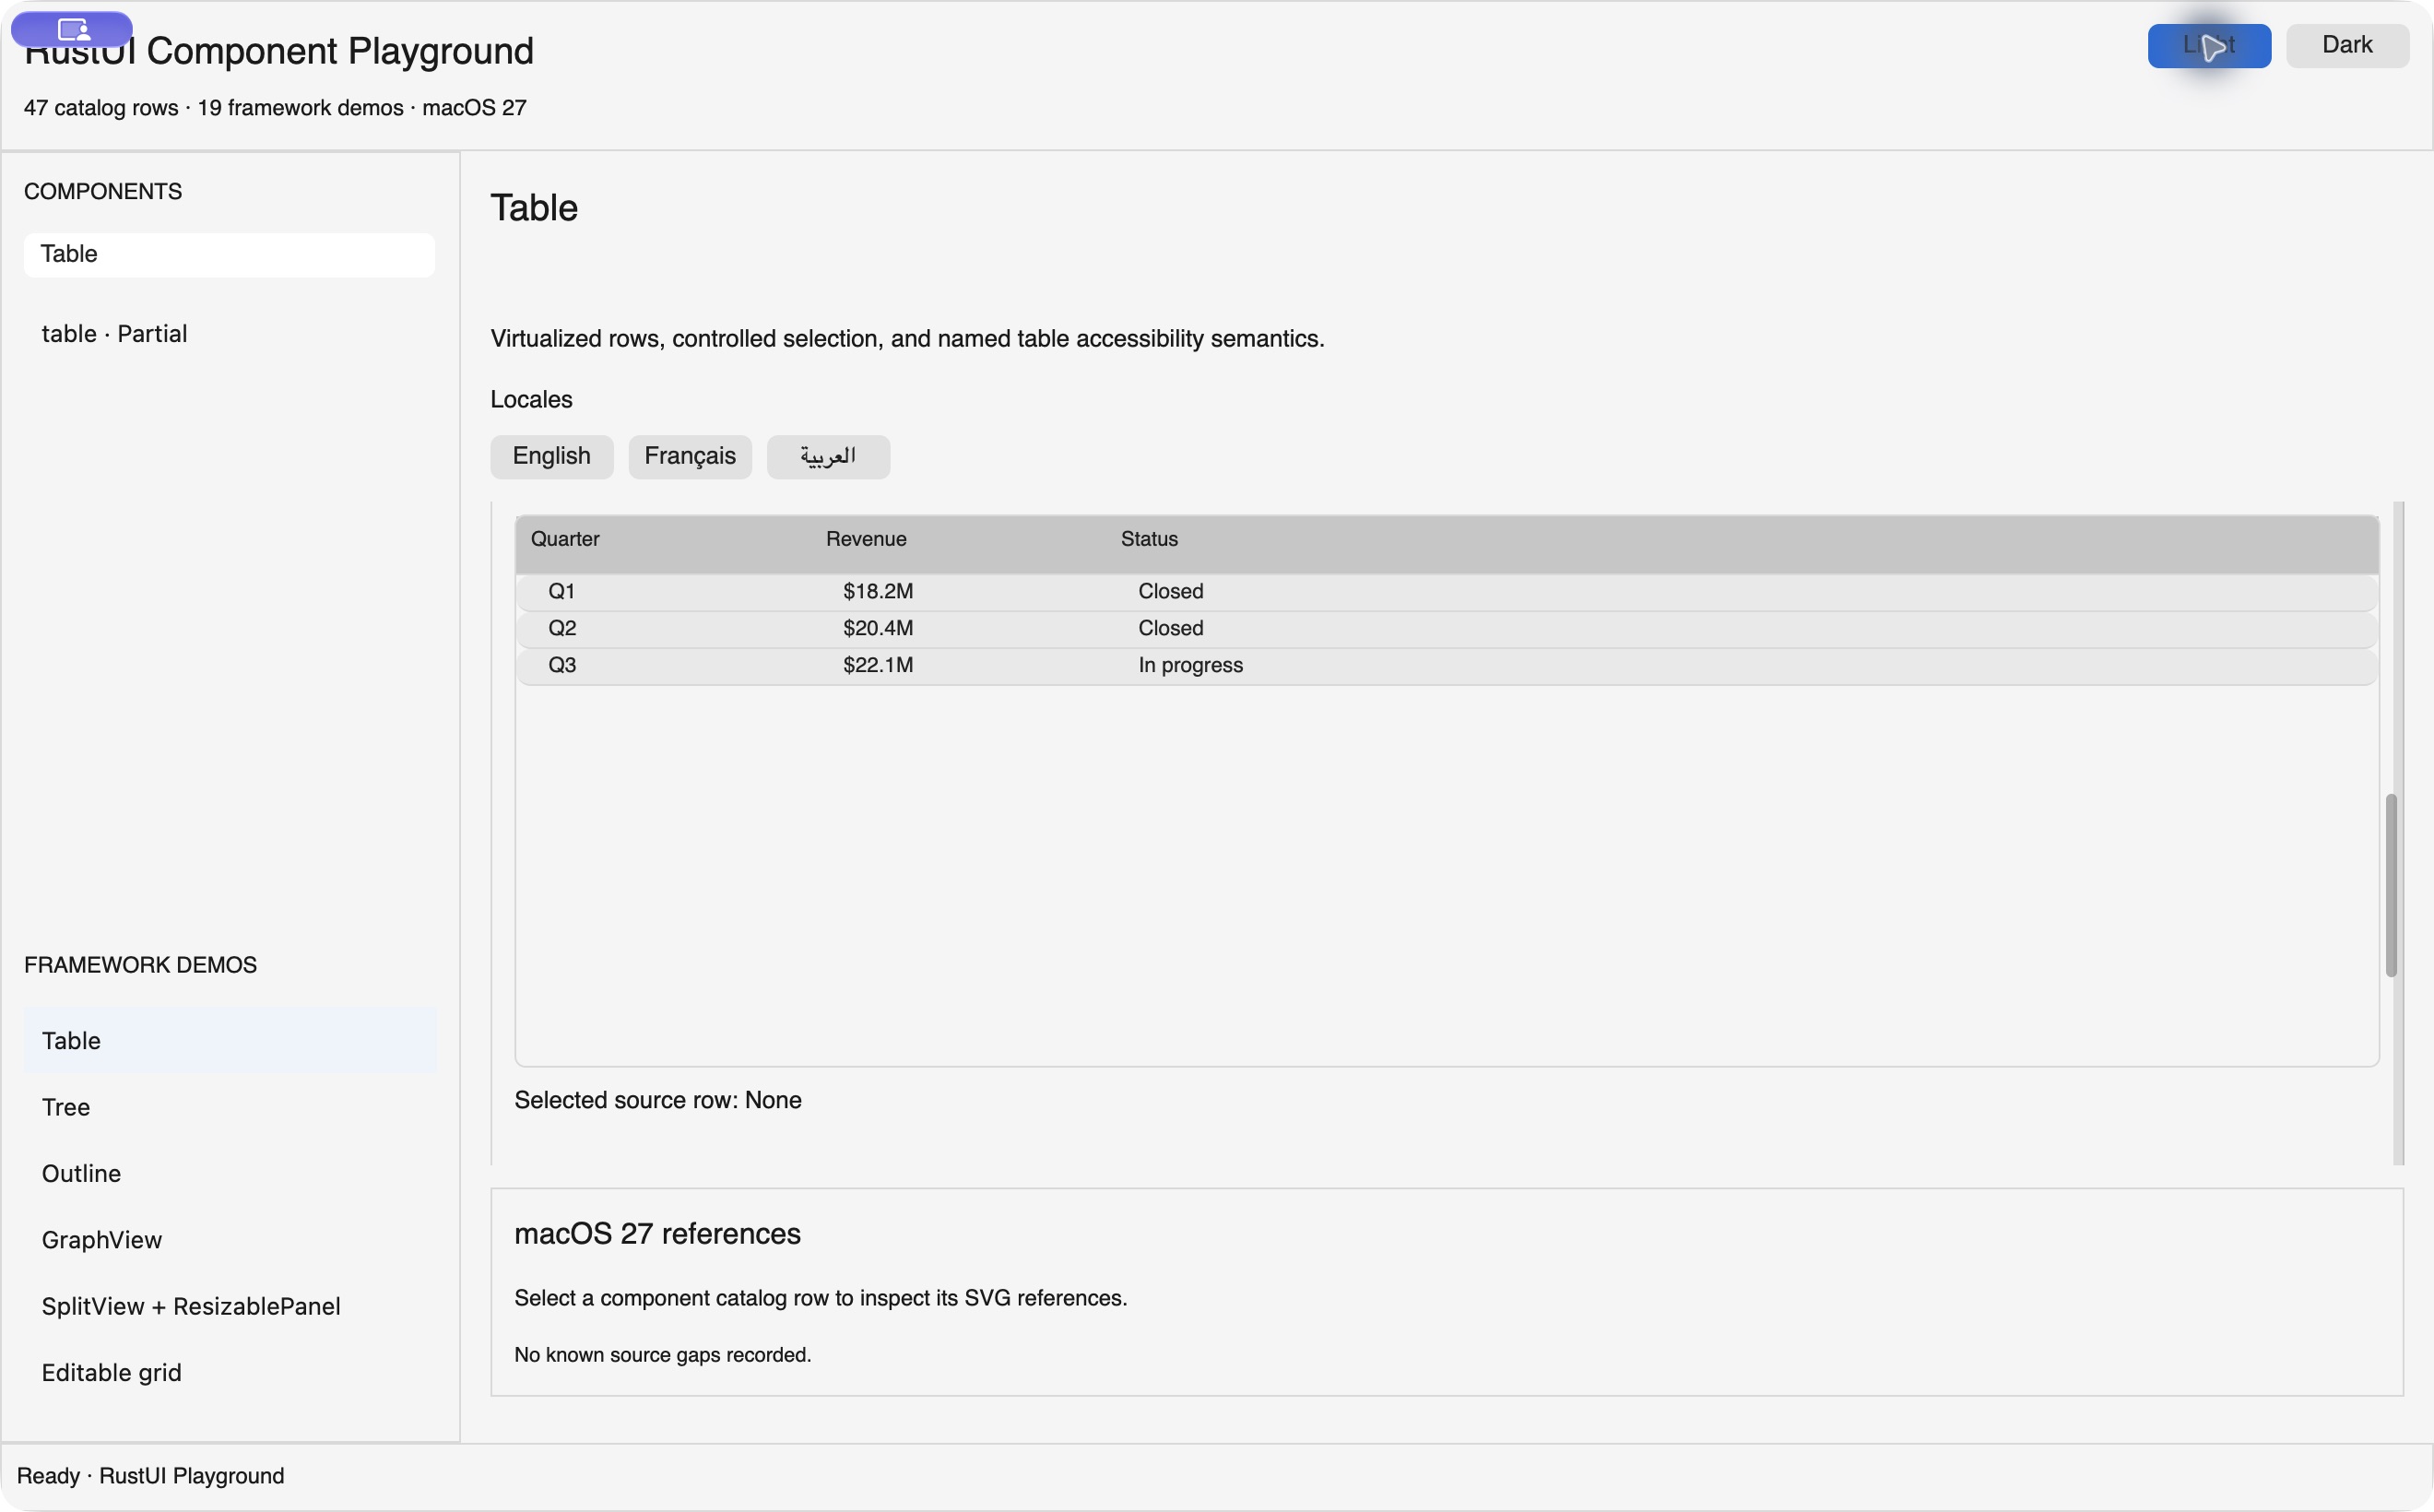 RustUI Component Playground
Light
Dark
47 catalog rows · 19 framework demos · macOS 27
COMPONENTS
Table
table · Partial
FRAMEWORK DEMOS
Table
Tree
Outline
GraphView
SplitView + ResizablePanel
Editable grid
Table
Virtualized rows, controlled selection, and named table accessibility semantics.
Locales
English Français العربية
Quarter Revenue Status
Q1 $18.2M Closed
Q2 $20.4M Closed
Q3 $22.1M In progress
Selected source row: None
macOS 27 references
Select a component catalog row to inspect its SVG references.
No known source gaps recorded.
Ready · RustUI Playground